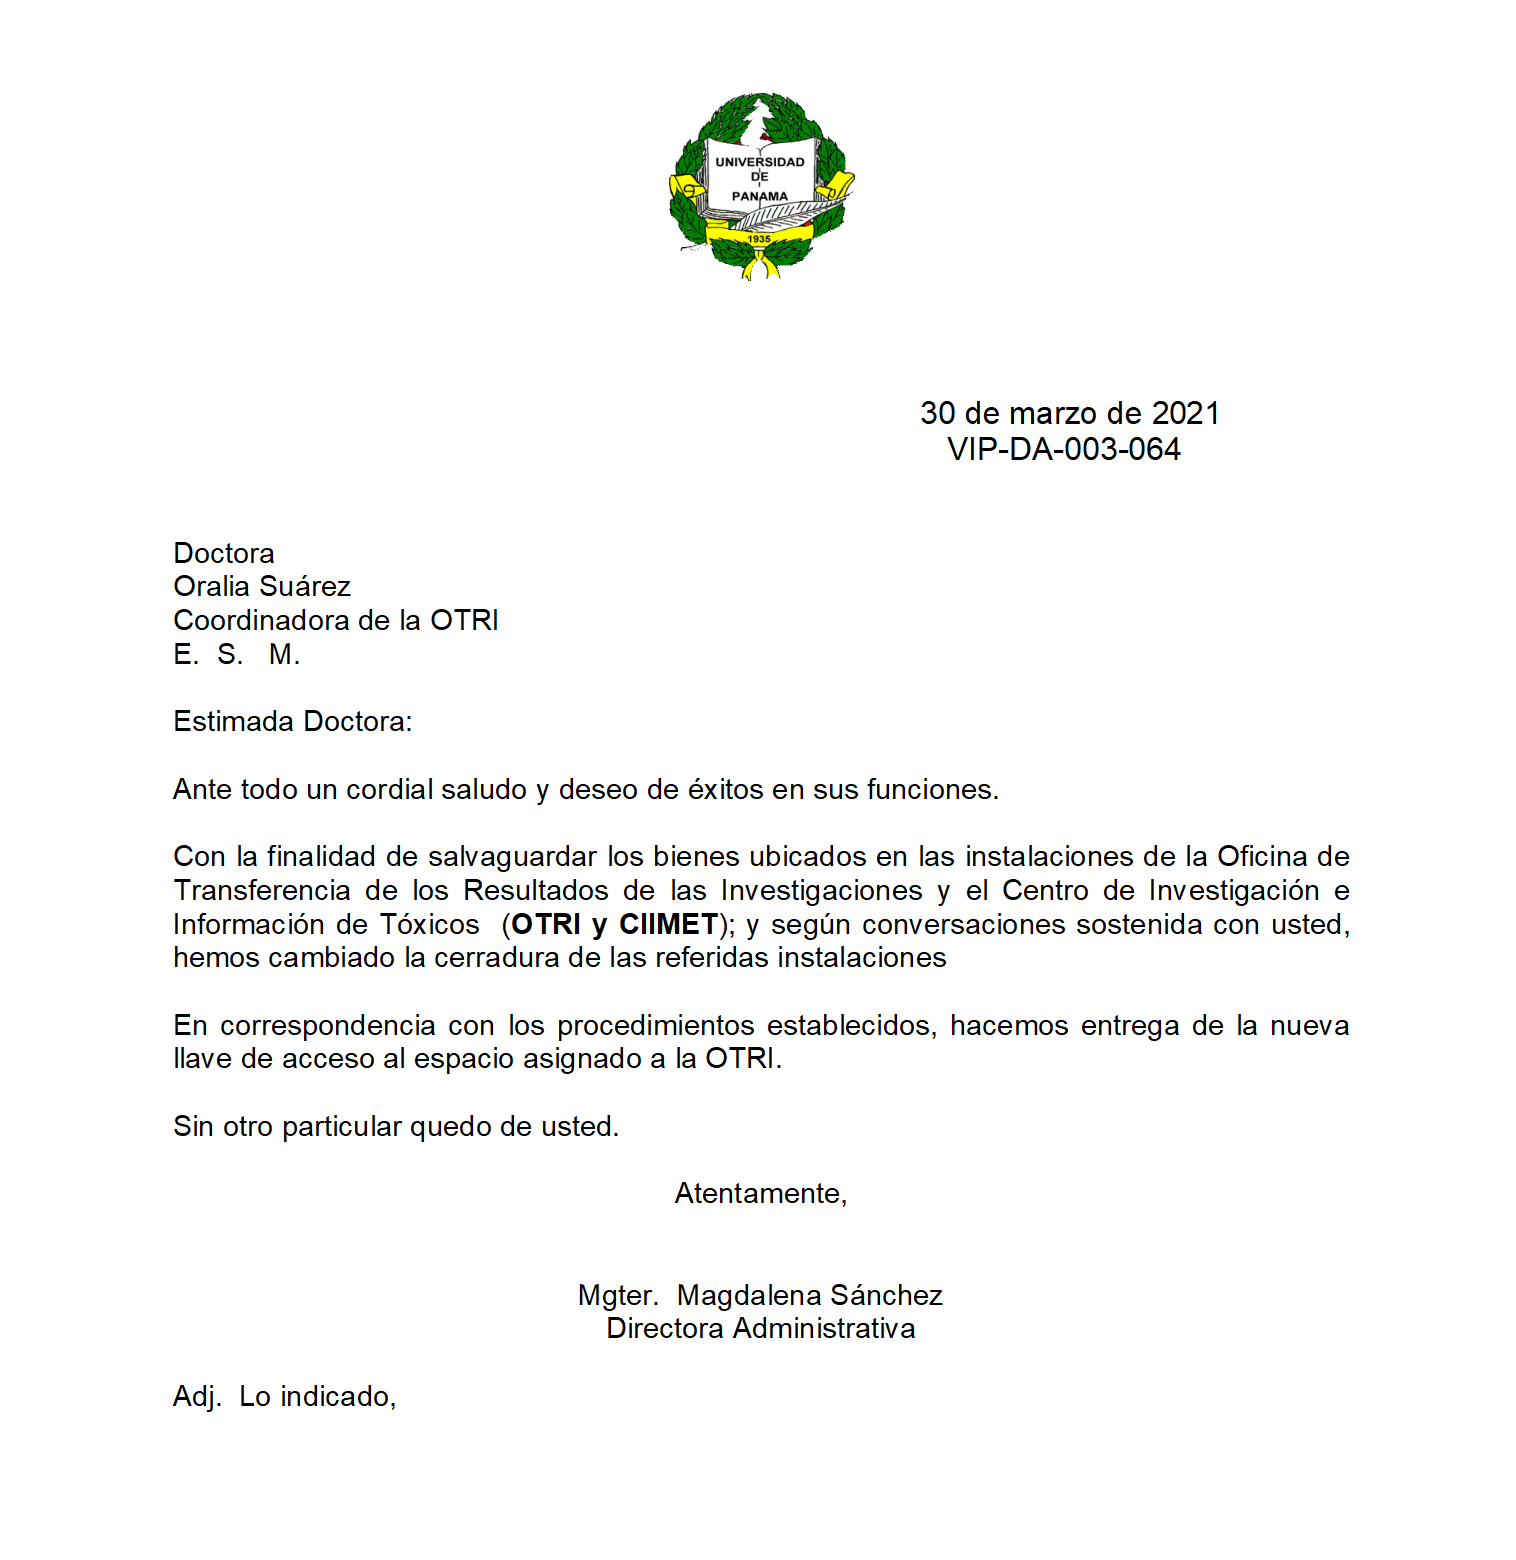 UNIVERSIDAD
DE
PANAMA
1935
30 de marzo de 2021
VIP-DA-003-064
Doctora
Oralia Suárez
Coordinadora de la OTRI
E.  S.   M.
Estimada Doctora:
Ante todo un cordial saludo y deseo de éxitos en sus funciones.
Con la finalidad de salvaguardar los bienes ubicados en las instalaciones de la Oficina de
Transferencia de los Resultados de las Investigaciones y el Centro de Investigación e
Información de Tóxicos  (OTRI y CIIMET); y según conversaciones sostenida con usted,
hemos cambiado la cerradura de las referidas instalaciones
En correspondencia con los procedimientos establecidos, hacemos entrega de la nueva
llave de acceso al espacio asignado a la OTRI.
Sin otro particular quedo de usted.
Atentamente,
Mgter.  Magdalena Sánchez
Directora Administrativa
Adj.  Lo indicado,